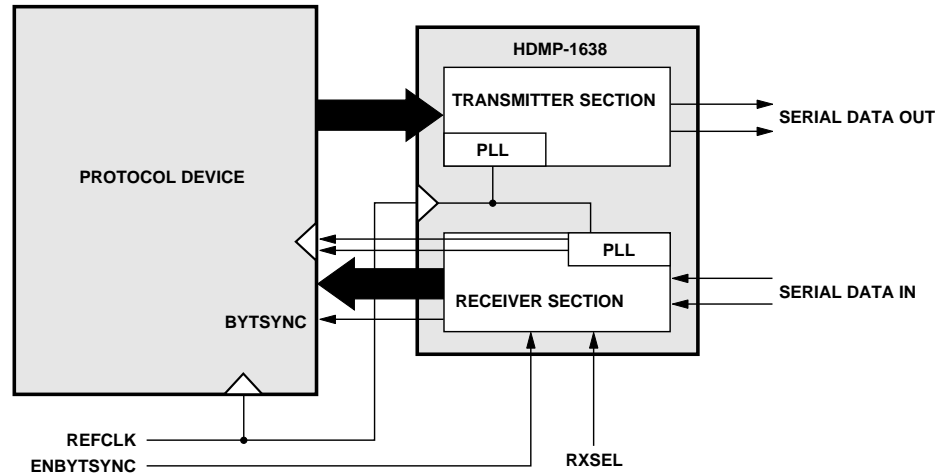 HDMP-1638
TRANSMITTER SECTION
PLL
SERIAL DATA OUT
PROTOCOL DEVICE
PLL
RECEIVER SECTION
SERIAL DATA IN
BYTSYNC
REFCLK
ENBYTSYNC
RXSEL